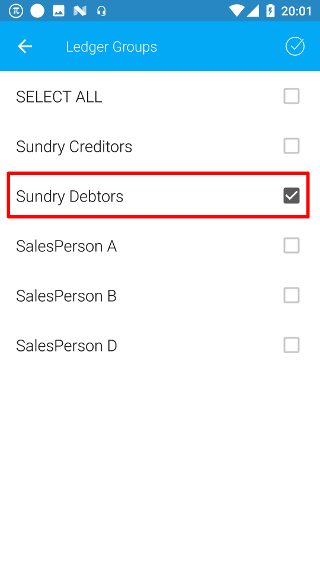 20:01
Ledger Groups
SELECT ALL
Sundry Creditors
Sundry Debtors
SalesPerson A
SalesPerson B
SalesPerson D